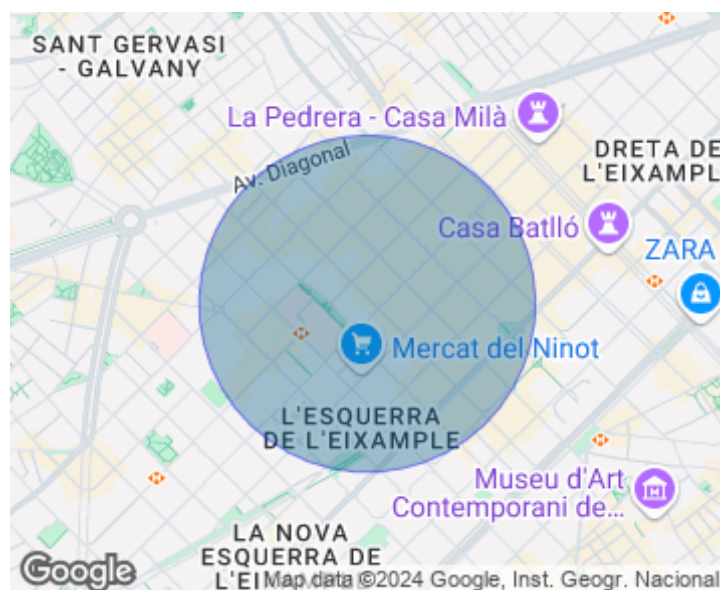 SANT GERVASI
- GALVANY
La Pedrera - Casa Milà
Av. Diagonal
DRETA DE
L'EIXAMPL
Casa Batlló
ZARA
Mercat del Ninot
L'ESQUERRA
DE L'EIXAMPLE
Museu d'Art
Contemporani de...
LA NOVA
ESQUERRA DE
Google
Map data ©2024 Google, Inst. Geogr. Nacional